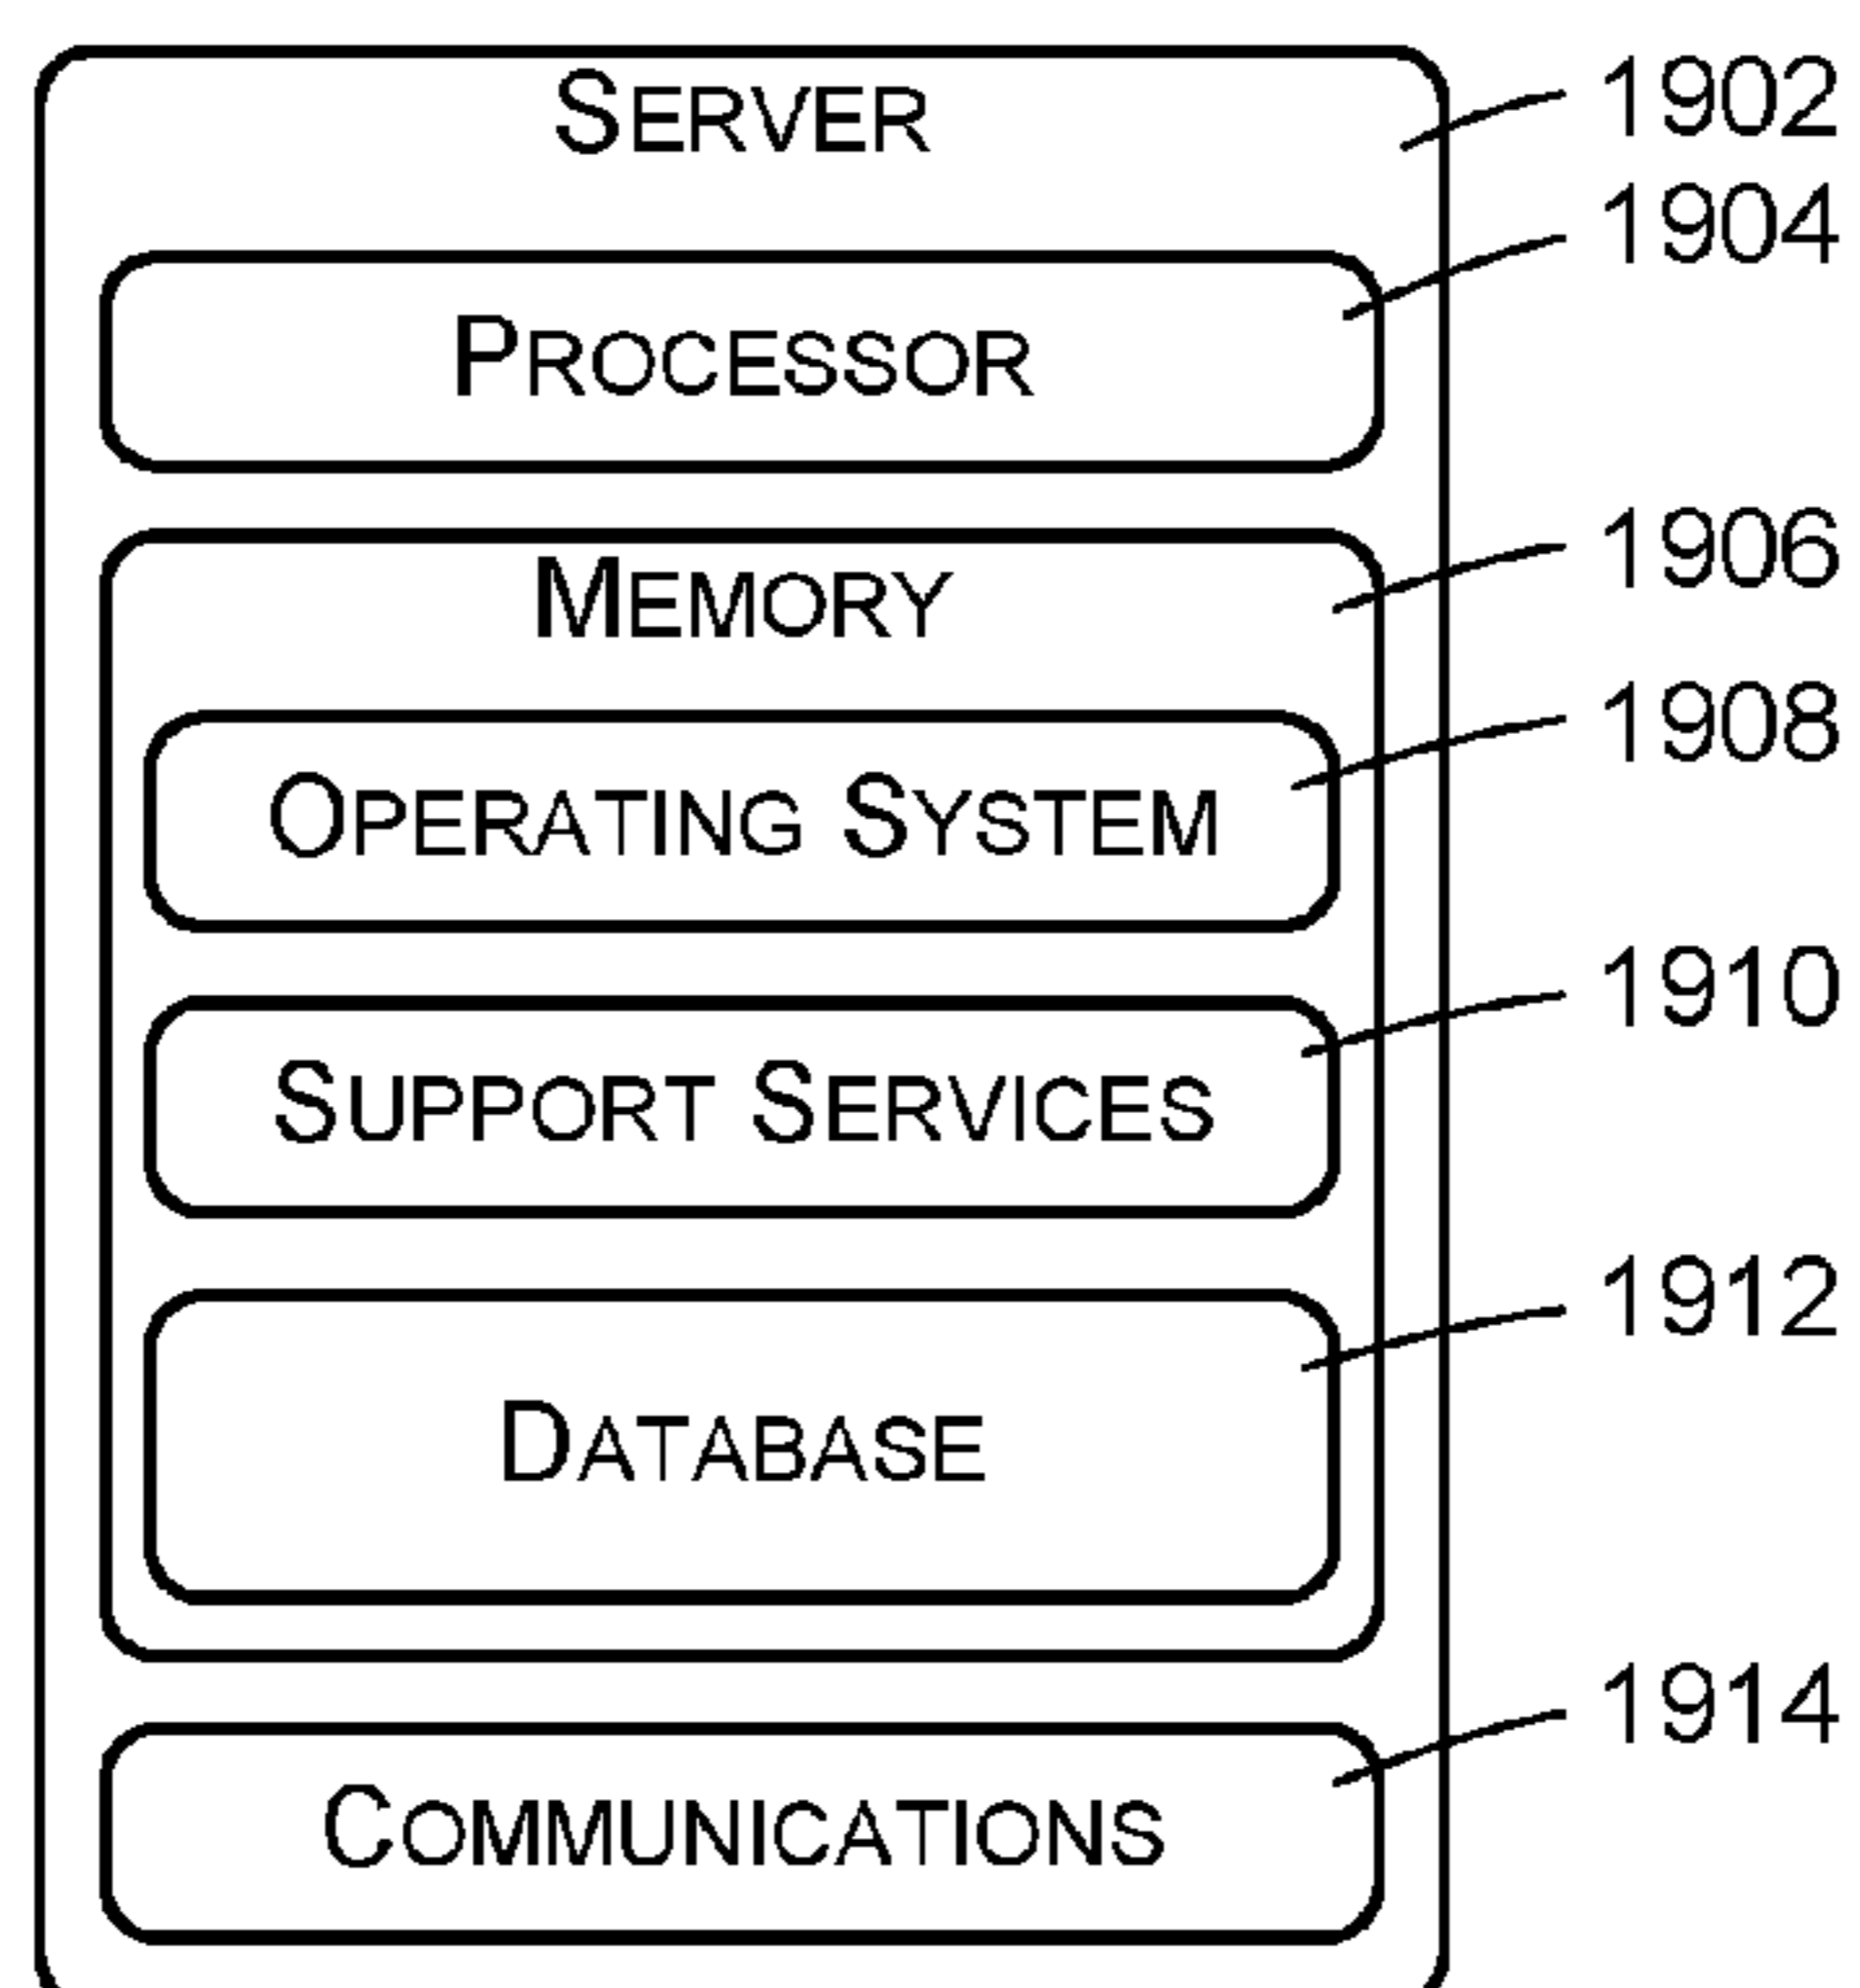 SERVER 1902
1904
PROCESSOR
1906
MEMORY
1908
OPERATING SYSTEM
1910
SUPPORT SERVICES
1912
DATABASE
1914
COMMUNICATIONS